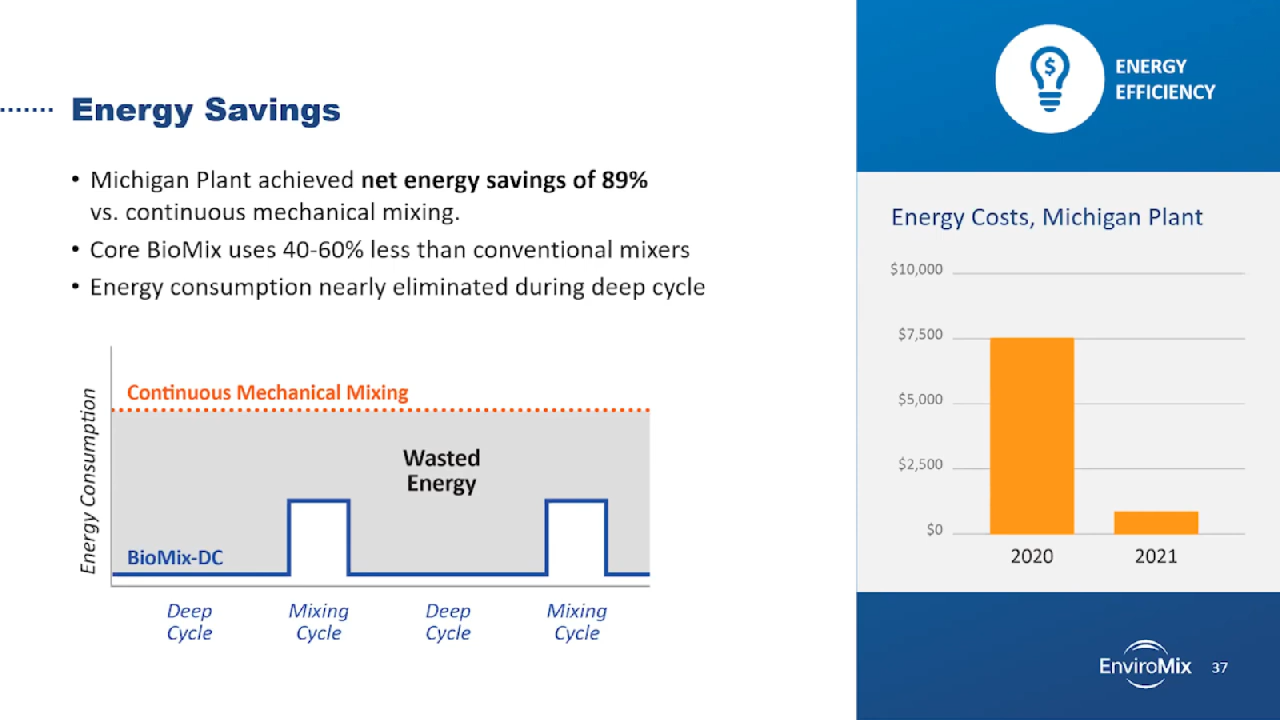 Energy Savings
• Michigan Plant achieved net energy savings of 89%
vs. continuous mechanical mixing.
• Core BioMix uses 40-60% less than conventional mixers
• Energy consumption nearly eliminated during deep cycle
Energy Consumption
Continuous Mechanical Mixing
Wasted
Energy
BioMix-DC
Deep
Cycle
Mixing
Cycle
Deep
Cycle
Mixing
Cycle
$
ENERGY
EFFICIENCY
Energy Costs, Michigan Plant
$10,000
$7,500
$5,000
$2,500
$0
2020
2021
EnviroMix
37